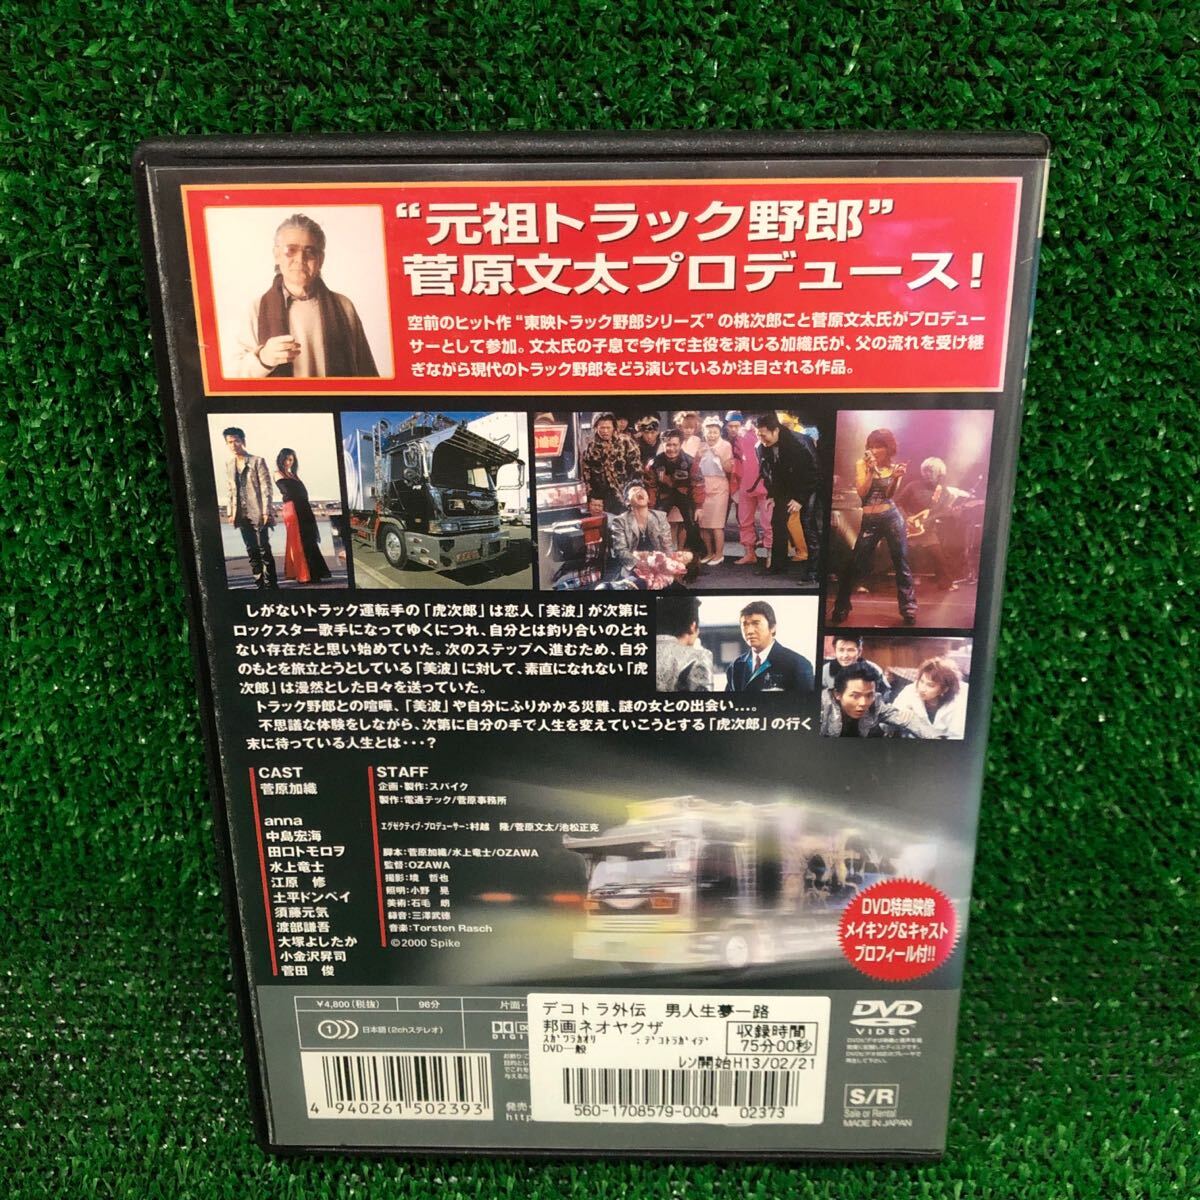 “元祖トラック野郎”
菅原文太プロデュース!
空前のヒット作“東映トラック野郎シリーズ”の桃次郎こと菅原文太氏がプロデュー
サーとして参加。文太氏の子息で今作で主役を演じる加織氏が、父の流れを受け継
ぎながら現代のトラック野郎をどう演じているか注目される作品。
しがないトラック運転手の「虎次郎」は恋人「美波」が次第に
ロックスター歌手になってゆくにつれ、自分とは釣り合いのとれ
ない存在だと思い始めていた。次のステップへ進むため、自分
のもとを旅立とうとしている「美波」に対して、素直になれない「虎
次郎」は漫然とした日々を送っていた。
トラック野郎との喧嘩、「美波」や自分にふりかかる災難、謎の女との出会い…。
不思議な体験をしながら、次第に自分の手で人生を変えていこうとする「虎次郎」の行く
末に待っている人生とは・・・?
CAST
菅原加織
anna
中島宏海
田口トモロヲ
水上竜士
江原 修
土平ドンペイ
須藤元気
渡部謙吾
大塚よしたか
小金沢昇司
菅田 俊
STAFF
企画・製作:スパイク
製作:電通テック/菅原事務所
エグゼクティブ・プロデューサー:村越 隆/菅原文太/池松正克
脚本:菅原加織/水上竜士/OZAWA
監督:OZAWA
撮影:境 哲也
照明:小野 晃
美術:石毛 朗
録音:三澤武徳
音楽:Torsten Rasch
©2000 Spike
DVD特典映像
メイキング&キャスト
プロフィール付!!
¥4,800(税抜)
96分
片面・
1 日本語(2chステレオ)
デコトラ外伝 男人生夢一路
邦画ネオヤクザ
収録時間
75分00秒
スガワラカオリ : デコトラガイデ
DVD一般
レン開始H13/02/21
560-1708579-0004 02373
4 940261 502393
発売・
http
DVD
VIDEO
S/R
Sale or Rental
MADE IN JAPAN